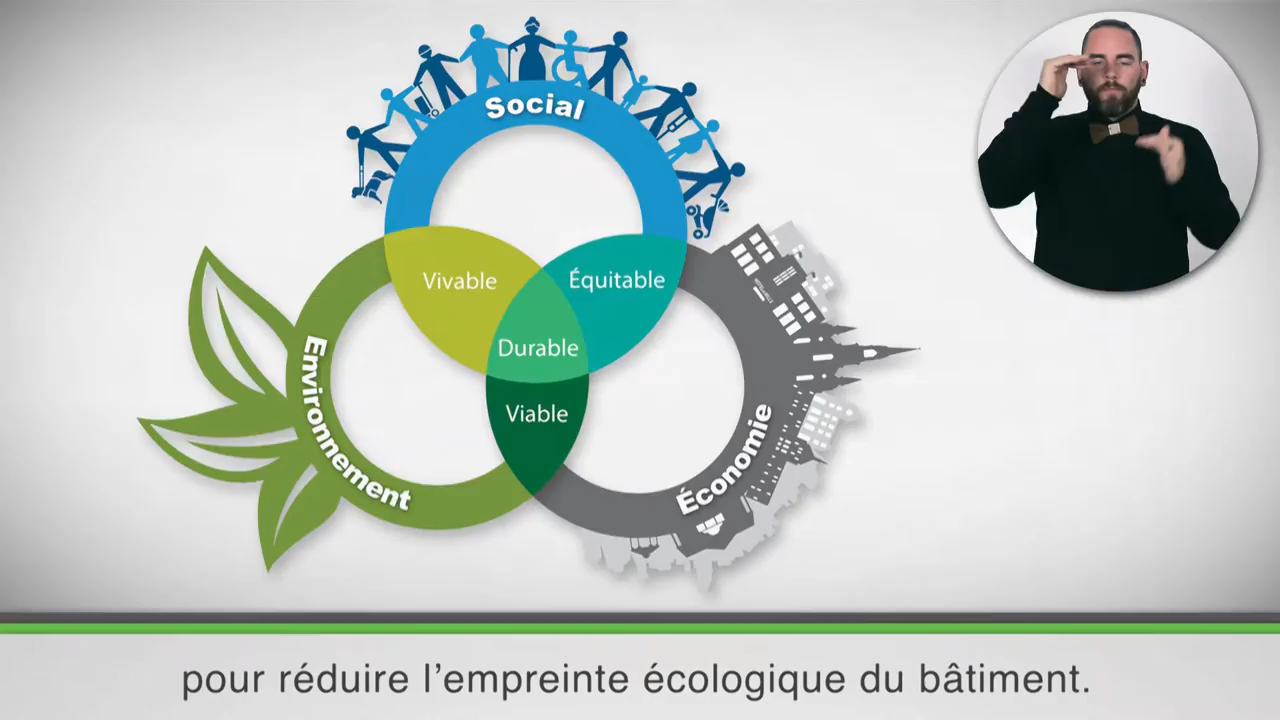 Social
Vivable
Équitable
Durable
Viable
Environnement
Économie
pour réduire l’empreinte écologique du bâtiment.